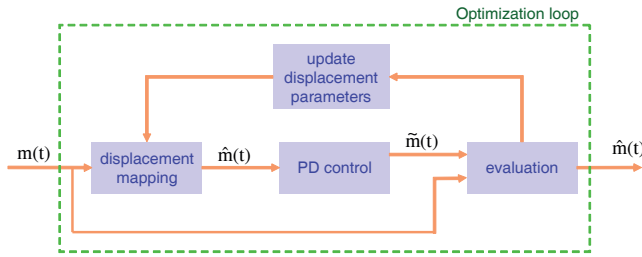 Optimization loop
update
displacement
parameters
m(t)
displacement
mapping
m̂(t)
PD control
m̃(t)
evaluation
m̂(t)